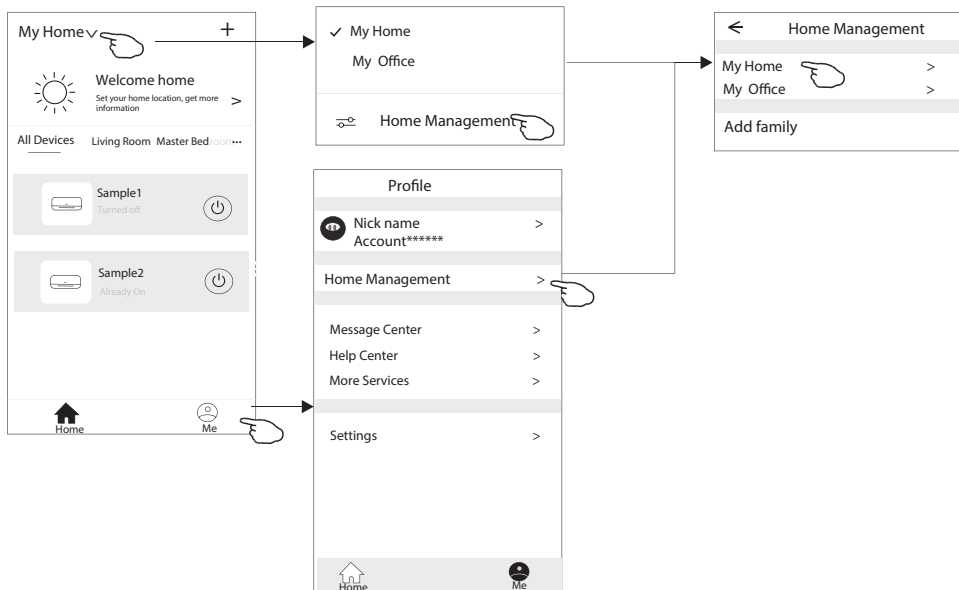 My Home
+
Welcome home
Set your home location, get more
information
>
All Devices Living Room Master Bedroom...
Sample1
Turned off
Sample2
Already On
Home
Me
✓ My Home
My Office
Home Management
Profile
Nick name >
Account******
Home Management >
Message Center >
Help Center >
More Services >
Settings >
Home
Me
Home Management
My Home >
My Office >
Add family